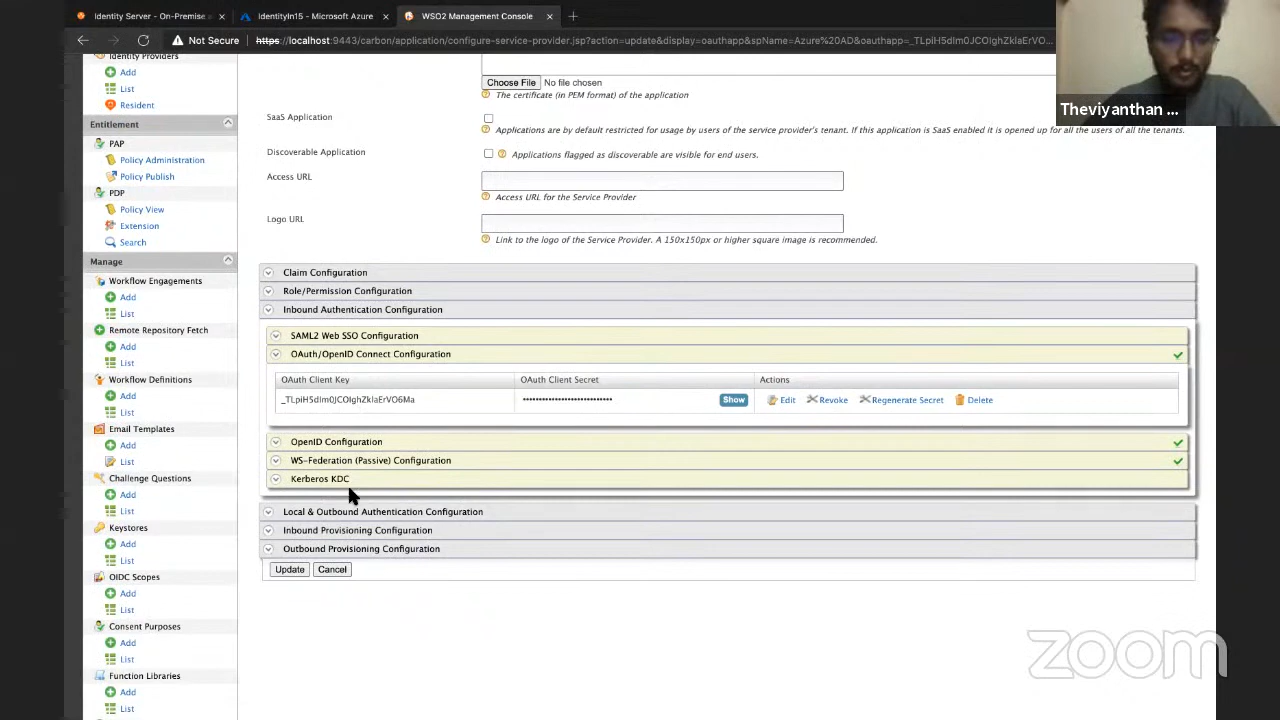 Identity Server - On-Premise a
IdentityIn15 - Microsoft Azure
WSO2 Management Console
Not Secure
https://localhost:9443/carbon/application/configure-service-provider.jsp?action=update&display=oauthapp&spName=Azure%20AD&oauthapp=_TLpiH5dIm0JCOIghZkIaErVO...
Theviyanthan ...
Identity Providers
Add
List
Resident
Entitlement
PAP
Policy Administration
Policy Publish
PDP
Policy View
Extension
Search
Manage
Workflow Engagements
Add
List
Remote Repository Fetch
Add
List
Workflow Definitions
Add
List
Email Templates
Add
List
Challenge Questions
Add
List
Keystores
Add
List
OIDC Scopes
Add
List
Consent Purposes
Add
List
Function Libraries
Add
List
Choose File No file chosen
The certificate (in PEM format) of the application
SaaS Application
Applications are by default restricted for usage by users of the service provider's tenant. If this application is SaaS enabled it is opened up for all the users of all the tenants.
Discoverable Application
Applications flagged as discoverable are visible for end users.
Access URL
Access URL for the Service Provider
Logo URL
Link to the logo of the Service Provider. A 150x150px or higher square image is recommended.
Claim Configuration
Role/Permission Configuration
Inbound Authentication Configuration
SAML2 Web SSO Configuration
OAuth/OpenID Connect Configuration
OAuth Client Key OAuth Client Secret Actions
_TLpiH5dIm0JCOIghZkIaErVO6Ma •••••••••••••••••••••••••••• Show Edit Revoke Regenerate Secret Delete
OpenID Configuration
WS-Federation (Passive) Configuration
Kerberos KDC
Local & Outbound Authentication Configuration
Inbound Provisioning Configuration
Outbound Provisioning Configuration
Update Cancel
zoom